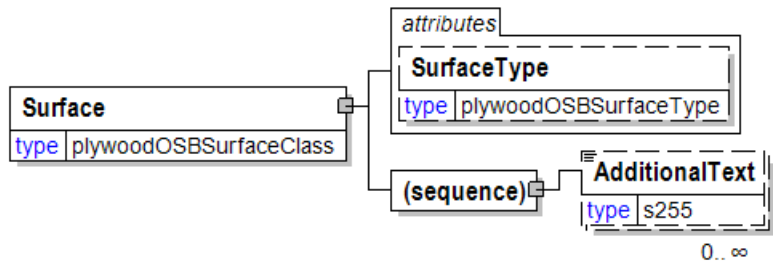 attributes
SurfaceType
type plywoodOSBSurfaceType
Surface
type plywoodOSBSurfaceClass
(sequence)
AdditionalText
type s255
0.. ∞